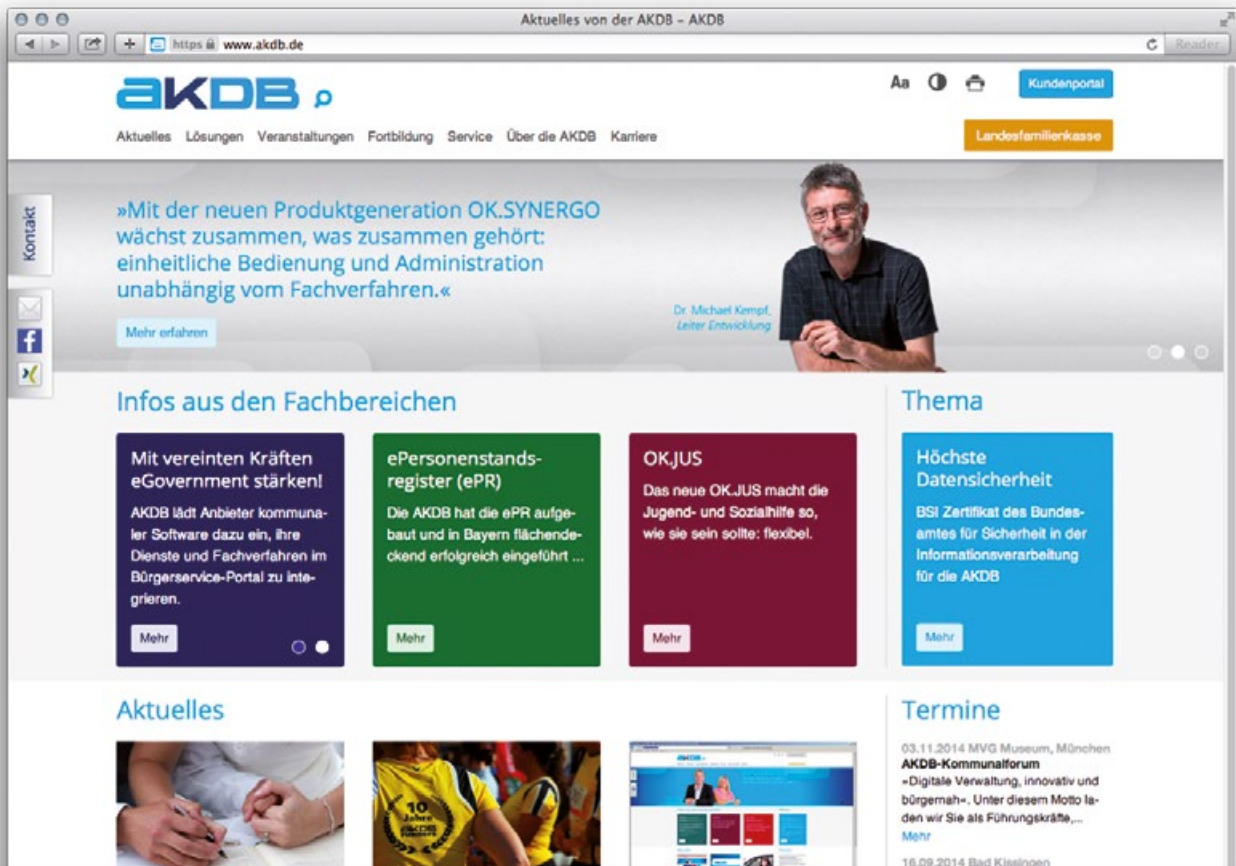 Aktuelles von der AKDB – AKDB
https www.akdb.de
Reader
AKDB
Aa
Kundenportal
Aktuelles Lösungen Veranstaltungen Fortbildung Service Über die AKDB Karriere
Landesfamilienkasse
Kontakt
»Mit der neuen Produktgeneration OK.SYNERGO
wächst zusammen, was zusammen gehört:
einheitliche Bedienung und Administration
unabhängig vom Fachverfahren.«
Mehr erfahren
Dr. Michael Kempf,
Leiter Entwicklung
Infos aus den Fachbereichen
Mit vereinten Kräften
eGovernment stärken!
AKDB lädt Anbieter kommuna-
ler Software dazu ein, ihre
Dienste und Fachverfahren im
Bürgerservice-Portal zu inte-
grieren.
Mehr
ePersonenstands-
register (ePR)
Die AKDB hat die ePR aufge-
baut und in Bayern flächende-
ckend erfolgreich eingeführt ...
Mehr
OK.JUS
Das neue OK.JUS macht die
Jugend- und Sozialhilfe so,
wie sie sein sollte: flexibel.
Mehr
Thema
Höchste
Datensicherheit
BSI Zertifikat des Bundes-
amtes für Sicherheit in der
Informationsverarbeitung
für die AKDB
Mehr
Aktuelles
10
Jahre
AKDB
Termine
03.11.2014 MVG Museum, München
AKDB-Kommunalforum
»Digitale Verwaltung, innovativ und
bürgernah«. Unter diesem Motto la-
den wir Sie als Führungskräfte,...
Mehr
16.09.2014 Bad Kissingen